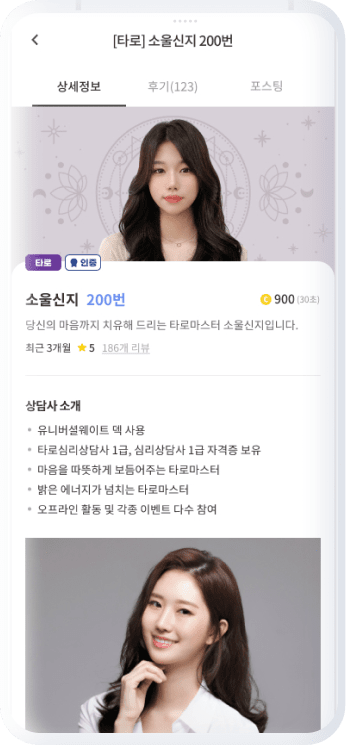 [타로] 소울신지 200번
상세정보 후기(123) 포스팅
타로 인증
소울신지 200번 C 900 (30초)
당신의 마음까지 치유해 드리는 타로마스터 소울신지입니다.
최근 3개월 5 186개 리뷰
상담사 소개
• 유니버셜웨이트 덱 사용
• 타로심리상담사 1급, 심리상담사 1급 자격증 보유
• 마음을 따뜻하게 보듬어주는 타로마스터
• 밝은 에너지가 넘치는 타로마스터
• 오프라인 활동 및 각종 이벤트 다수 참여